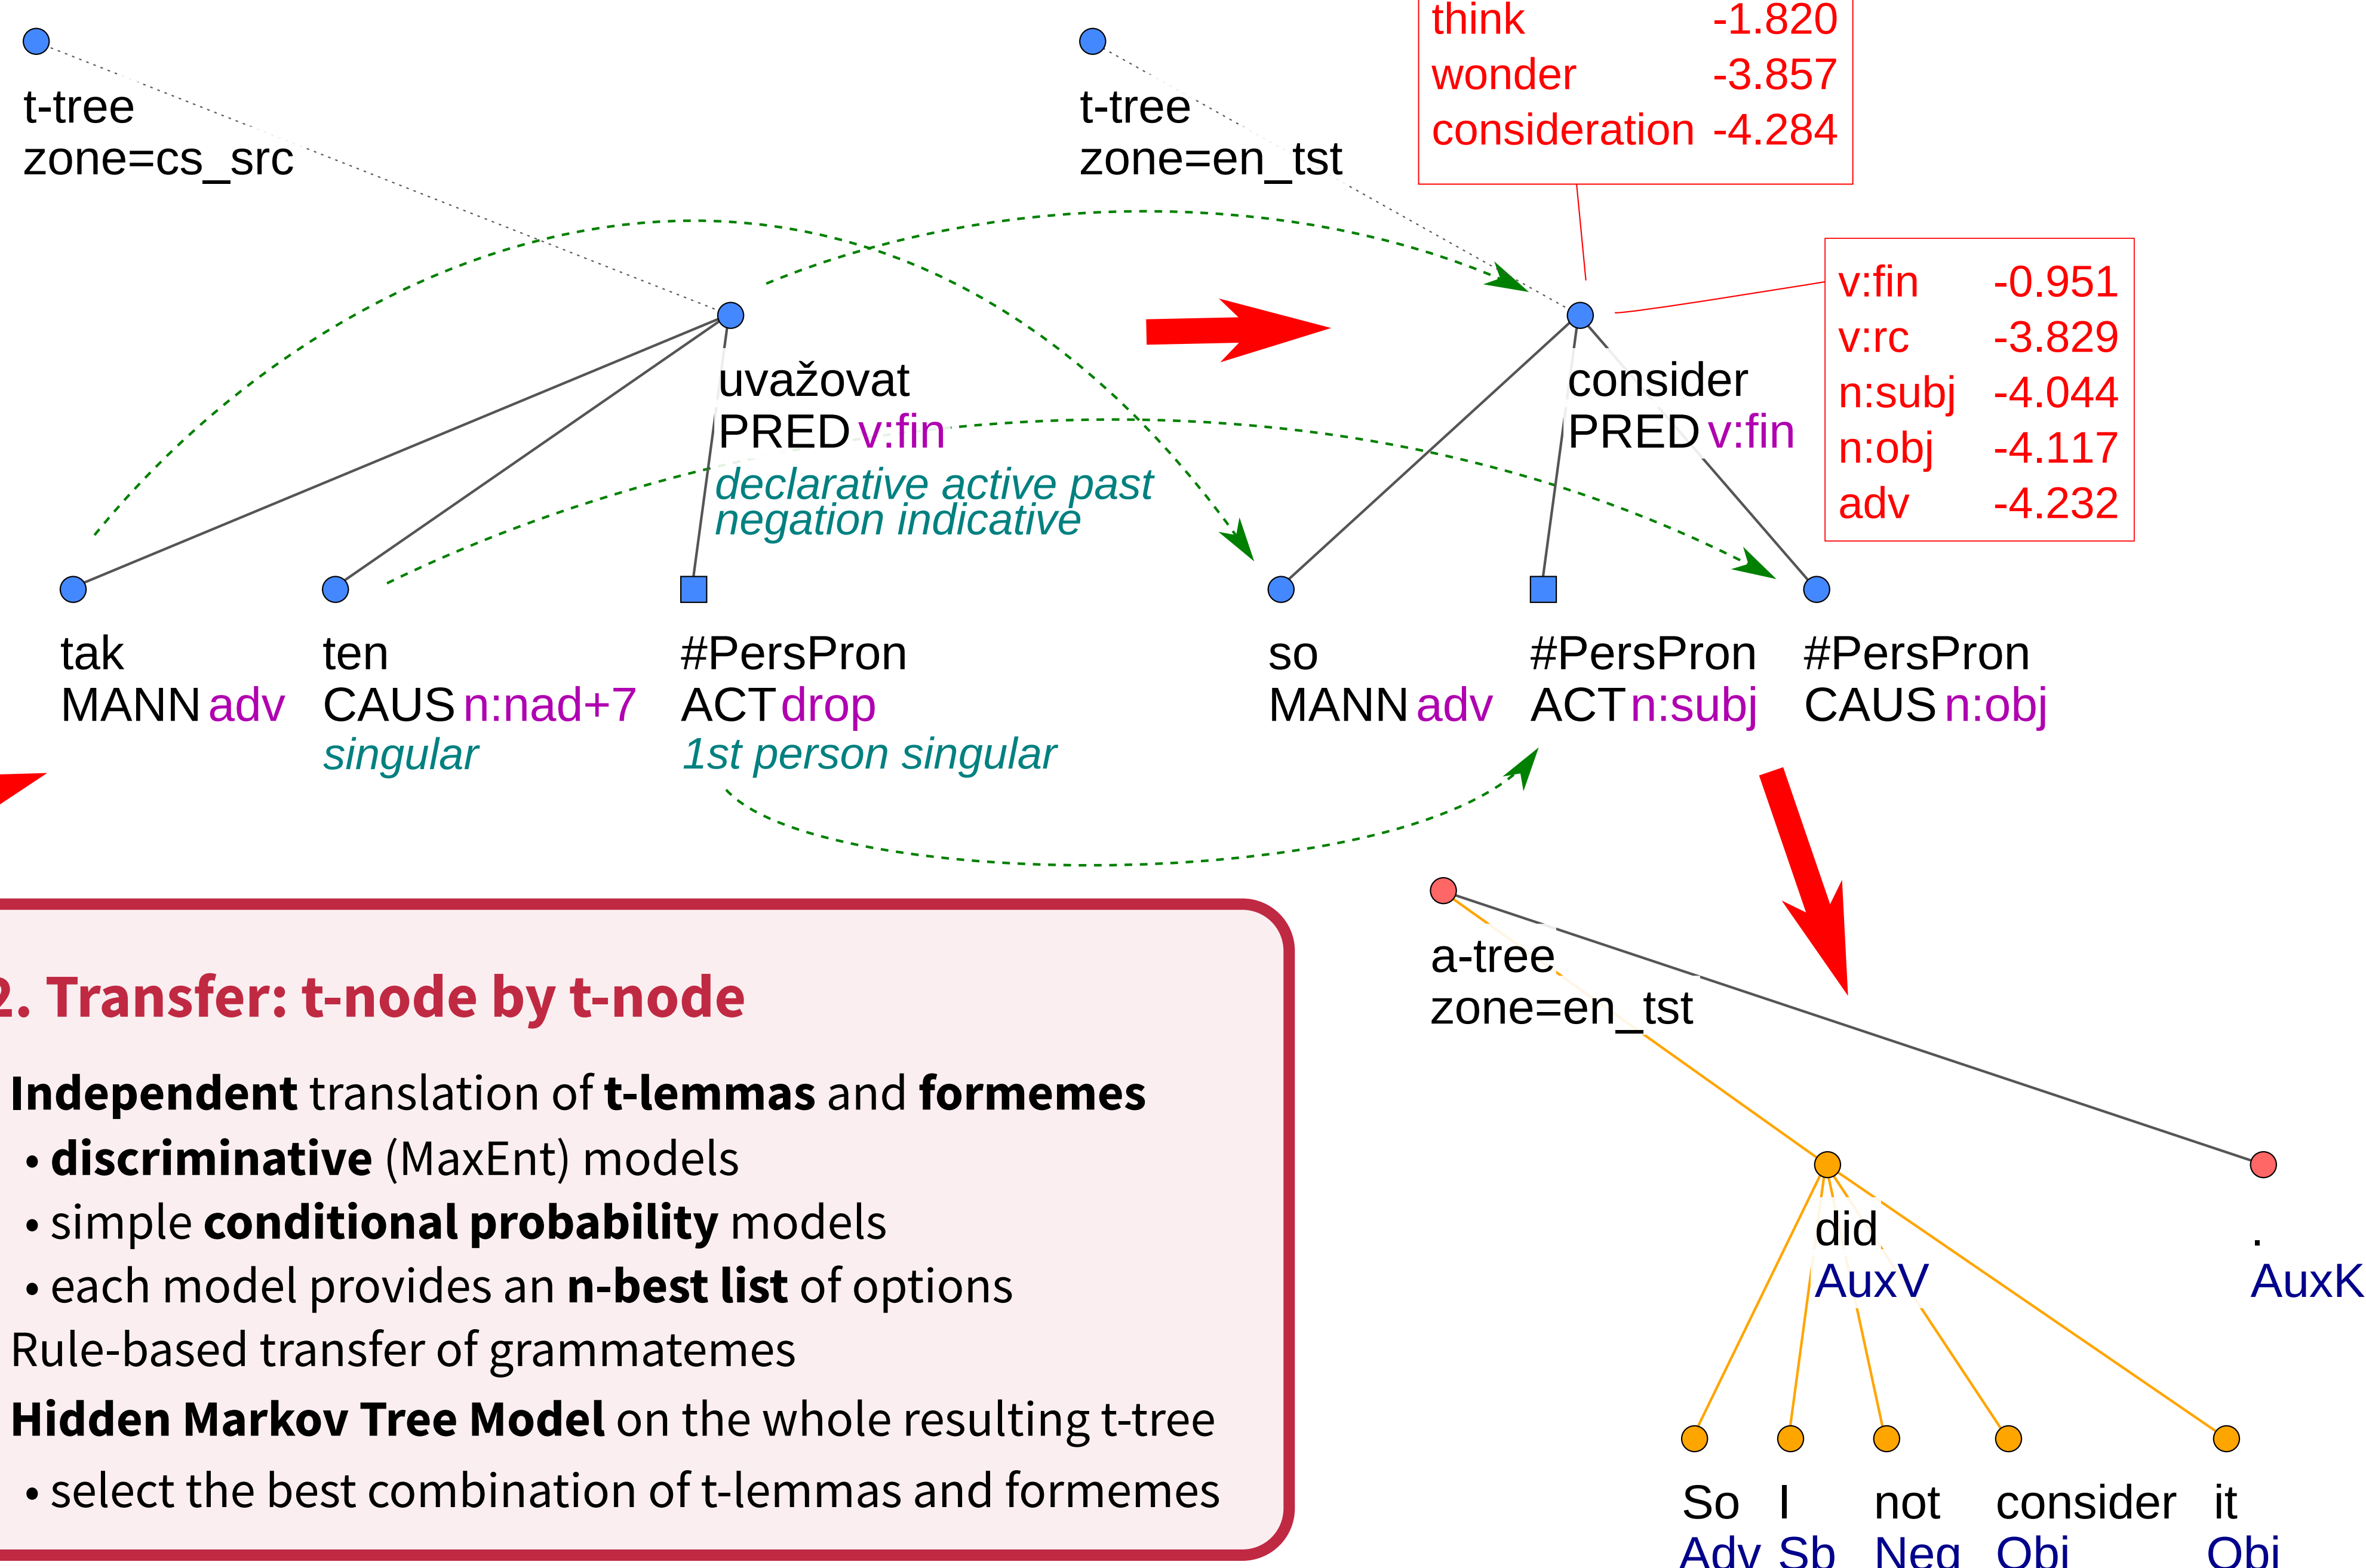 think -1.820
wonder -3.857
consideration -4.284
t-tree
zone=cs_src
t-tree
zone=en_tst
v:fin -0.951
v:rc -3.829
n:subj -4.044
n:obj -4.117
adv -4.232
uvažovat
PRED v:fin
declarative active past
negation indicative
consider
PRED v:fin
tak
MANN adv
ten
CAUS n:nad+7
singular
#PersPron
ACT drop
1st person singular
so
MANN adv
#PersPron
ACT n:subj
#PersPron
CAUS n:obj
2. Transfer: t-node by t-node
Independent translation of t-lemmas and formemes
• discriminative (MaxEnt) models
• simple conditional probability models
• each model provides an n-best list of options
Rule-based transfer of grammatemes
Hidden Markov Tree Model on the whole resulting t-tree
• select the best combination of t-lemmas and formemes
a-tree
zone=en_tst
did
AuxV
.
AuxK
So I not consider it
Adv Sb Neg Obj Obj